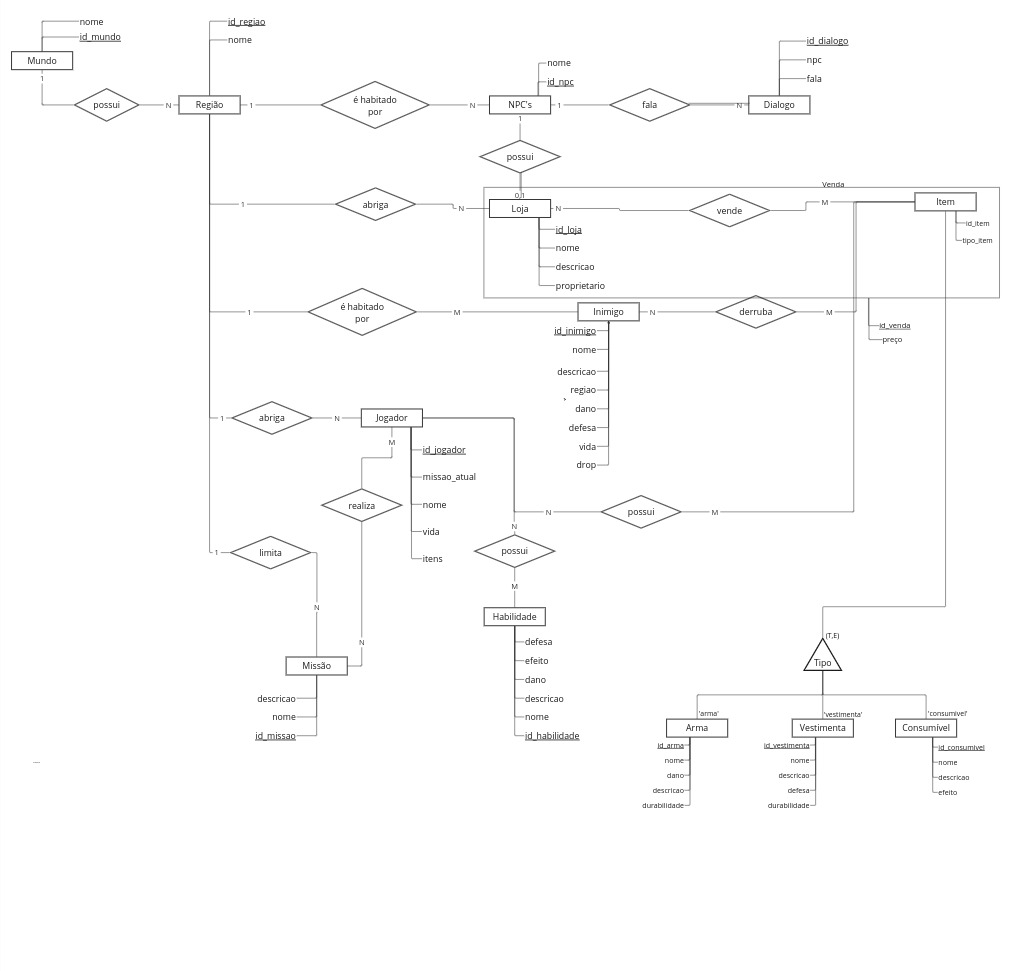 nome
id_mundo
Mundo
1
possui
N
id_regiao
nome
Região
1
é habitado
por
N
nome
id_npc
NPC's
1
fala
N
id_dialogo
npc
fala
Dialogo
1
possui
0,1
1
abriga
N
Loja
N
vende
M
Venda
Item
id_item
tipo_item
id_loja
nome
descricao
proprietario
1
é habitado
por
M
Inimigo
N
derruba
M
id_venda
preço
id_inimigo
nome
descricao
regiao
dano
defesa
vida
drop
1
abriga
N
Jogador
M
id_jogador
missao_atual
nome
vida
itens
realiza
N
N
possui
M
N
possui
M
1
limita
N
Habilidade
defesa
efeito
dano
descricao
nome
id_habilidade
Missão
descricao
nome
id_missao
(T,E)
Tipo
'arma'
'vestimenta'
'consumivel'
Arma
id_arma
nome
dano
descricao
durabilidade
Vestimenta
id_vestimenta
nome
descricao
defesa
durabilidade
Consumível
id_consumivel
nome
descricao
efeito